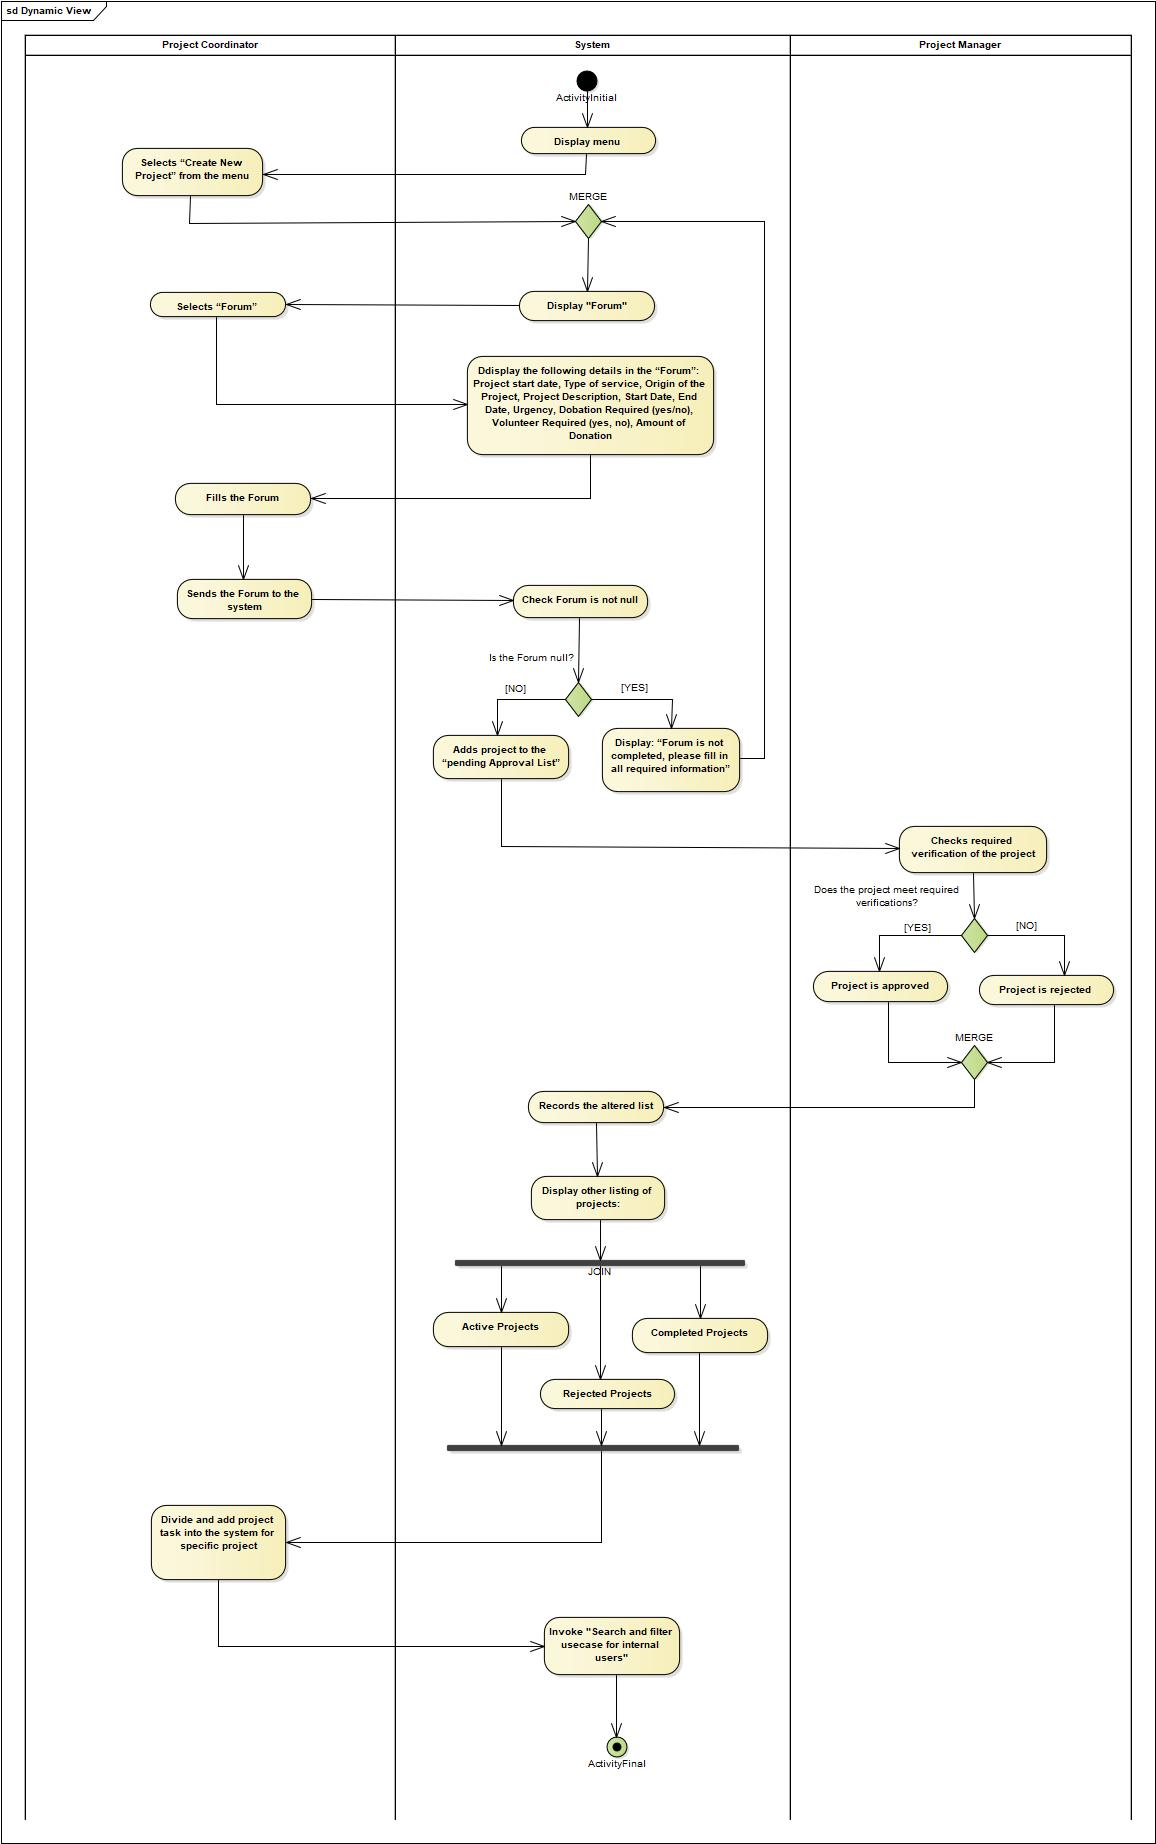 sd Dynamic View
Project Coordinator
System
Project Manager
ActivityInitial
Display menu
Selects “Create New
Project” from the menu
MERGE
Selects “Forum”
Display "Forum"
Ddisplay the following details in the “Forum”:
Project start date, Type of service, Origin of the
Project, Project Description, Start Date, End
Date, Urgency, Dobation Required (yes/no),
Volunteer Required (yes, no), Amount of
Donation
Fills the Forum
Sends the Forum to the
system
Check Forum is not null
Is the Forum null?
[NO]
[YES]
Adds project to the
“pending Approval List”
Display: “Forum is not
completed, please fill in
all required information”
Checks required
verification of the project
Does the project meet required
verifications?
[YES]
[NO]
Project is approved
Project is rejected
MERGE
Records the altered list
Display other listing of
projects:
JOIN
Active Projects
Completed Projects
Rejected Projects
Divide and add project
task into the system for
specific project
Invoke "Search and filter
usecase for internal
users"
ActivityFinal